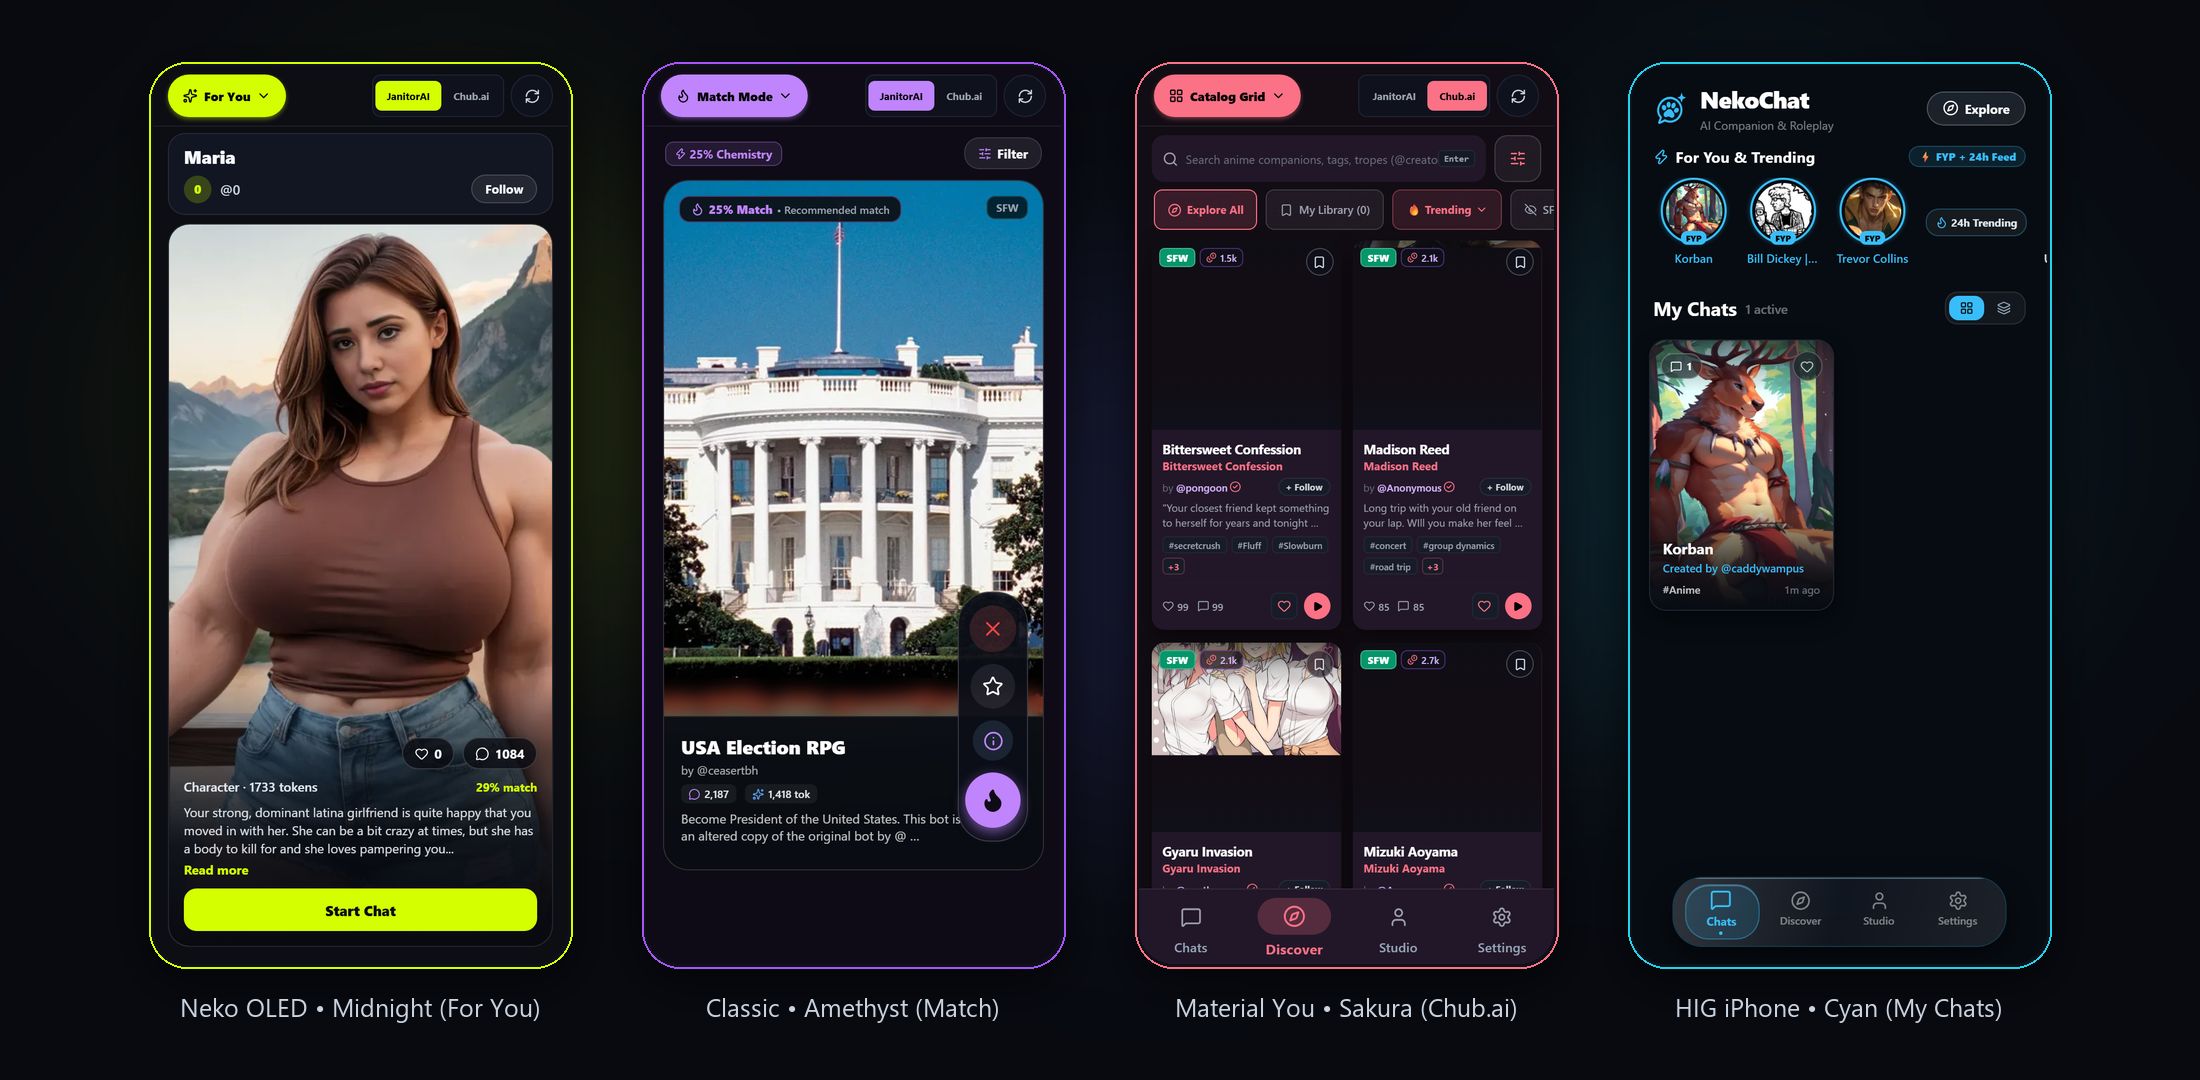 For You
JanitorAI
Chub.ai
Maria
0
@0
Follow
0
1084
Character · 1733 tokens
29% match
Your strong, dominant latina girlfriend is quite happy that you
moved in with her. She can be a bit crazy at times, but she has
a body to kill for and she loves pampering you...
Read more
Start Chat
Neko OLED • Midnight (For You)
Match Mode
JanitorAI
Chub.ai
25% Chemistry
Filter
25% Match • Recommended match
SFW
USA Election RPG
by @ceasertbh
2,187
1,418 tok
Become President of the United States. This bot is
an altered copy of the original bot by @ ...
Classic • Amethyst (Match)
Catalog Grid
JanitorAI
Chub.ai
Search anime companions, tags, tropes (@creato
Enter
Explore All
My Library (0)
Trending
SF
SFW
1.5k
Bittersweet Confession
Bittersweet Confession
by @pongoon
+ Follow
"Your closest friend kept something
to herself for years and tonight ...
#secretcrush
#Fluff
#Slowburn
+3
99
99
SFW
2.1k
Madison Reed
Madison Reed
by @Anonymous
+ Follow
Long trip with your old friend on
your lap. WIll you make her feel ...
#concert
#group dynamics
#road trip
+3
85
85
SFW
2.1k
Gyaru Invasion
Gyaru Invasion
SFW
2.7k
Mizuki Aoyama
Mizuki Aoyama
Chats
Discover
Studio
Settings
Material You • Sakura (Chub.ai)
NekoChat
AI Companion & Roleplay
Explore
For You & Trending
FYP + 24h Feed
FYP
Korban
FYP
Bill Dickey |...
FYP
Trevor Collins
24h Trending
My Chats
1 active
1
Korban
Created by @caddywampus
#Anime
1m ago
Chats
Discover
Studio
Settings
HIG iPhone • Cyan (My Chats)